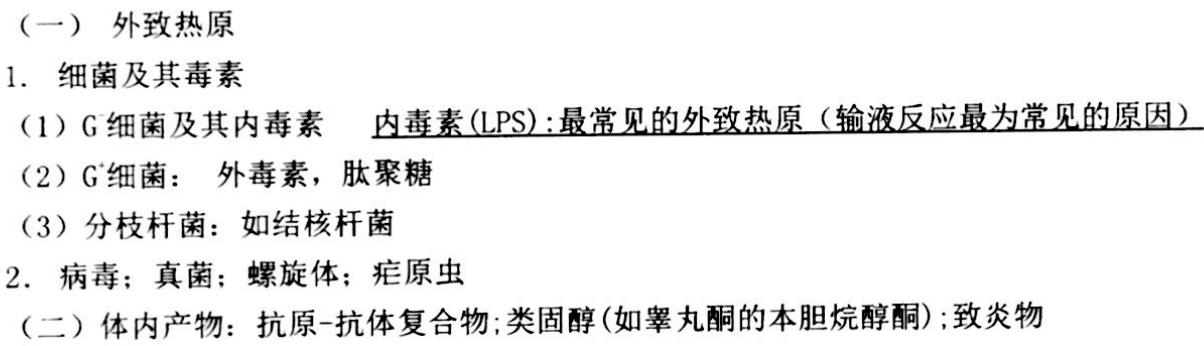 （一） 外致热原
1. 细菌及其毒素
（1）G⁻细菌及其内毒素　内毒素(LPS):最常见的外致热原（输液反应最为常见的原因）
（2）G⁺细菌： 外毒素，肽聚糖
（3）分枝杆菌：如结核杆菌
2. 病毒；真菌；螺旋体；疟原虫
（二）体内产物：抗原-抗体复合物;类固醇(如睾丸酮的本胆烷醇酮);致炎物